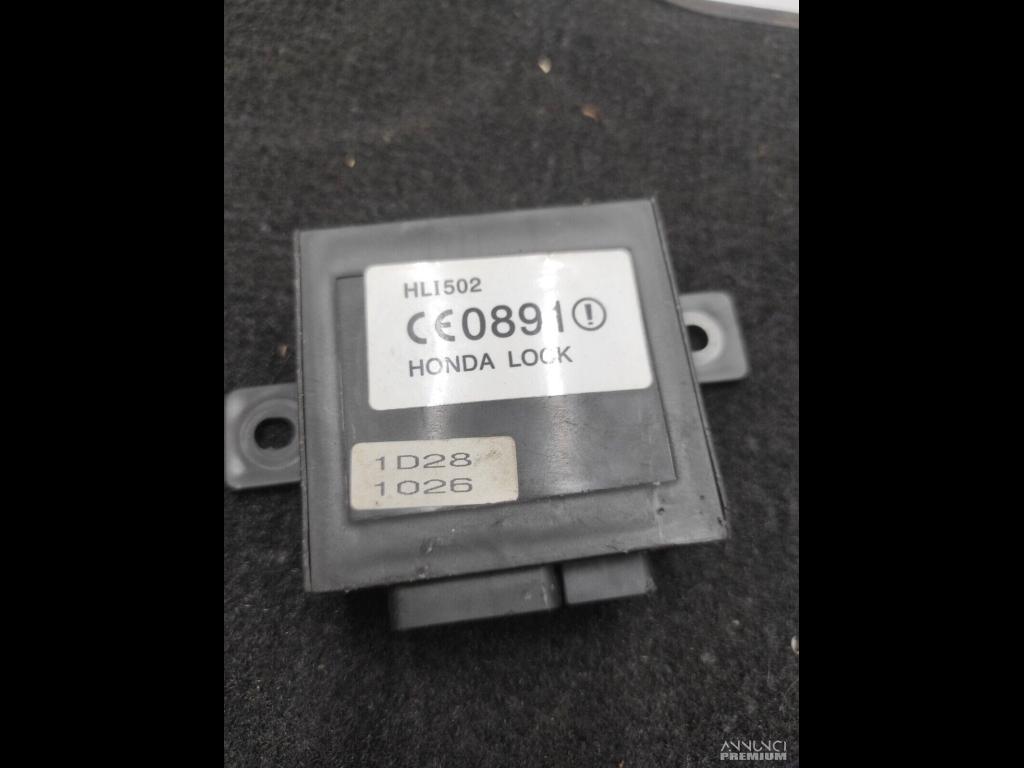 HLI502
CE0891!
HONDA LOCK
1D28
1026
ANNUNCI
PREMIUM